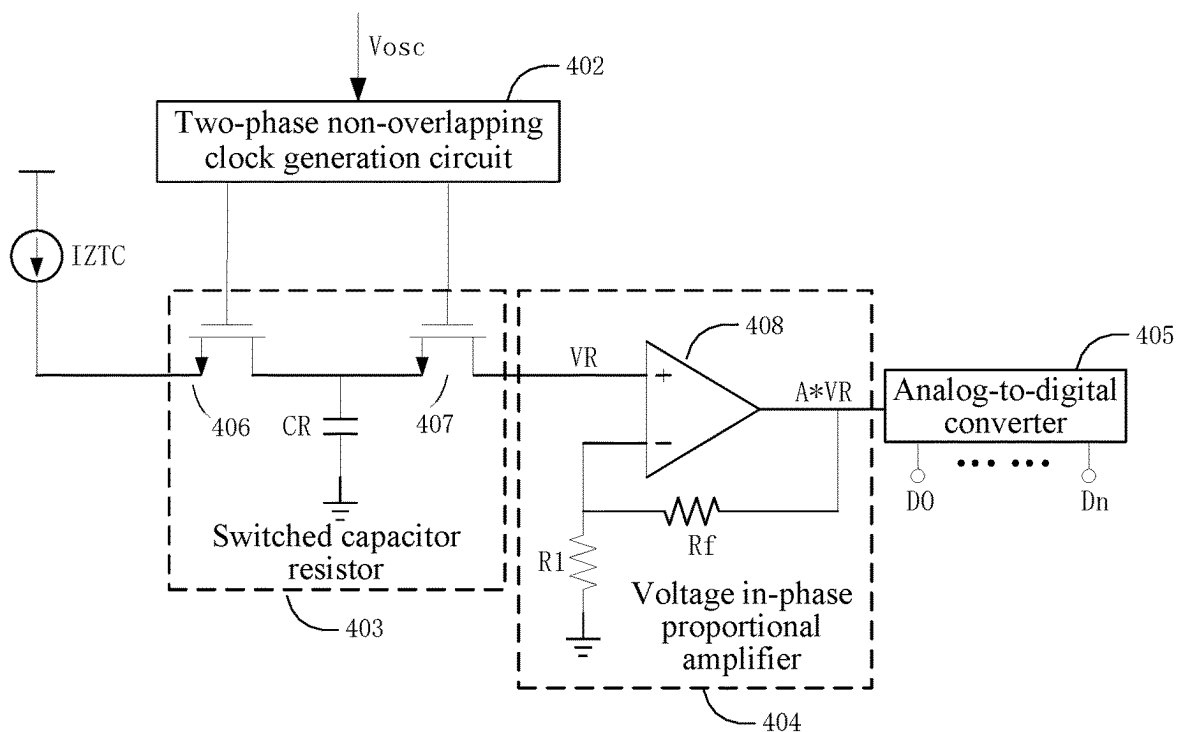 Vosc
402
Two-phase non-overlapping
clock generation circuit
IZTC
408
405
VR
+
A*VR
Analog-to-digital
converter
406
CR
407
−
D0
•••• •••
Dn
Switched capacitor
resistor
R1
Rf
403
Voltage in-phase
proportional
amplifier
404